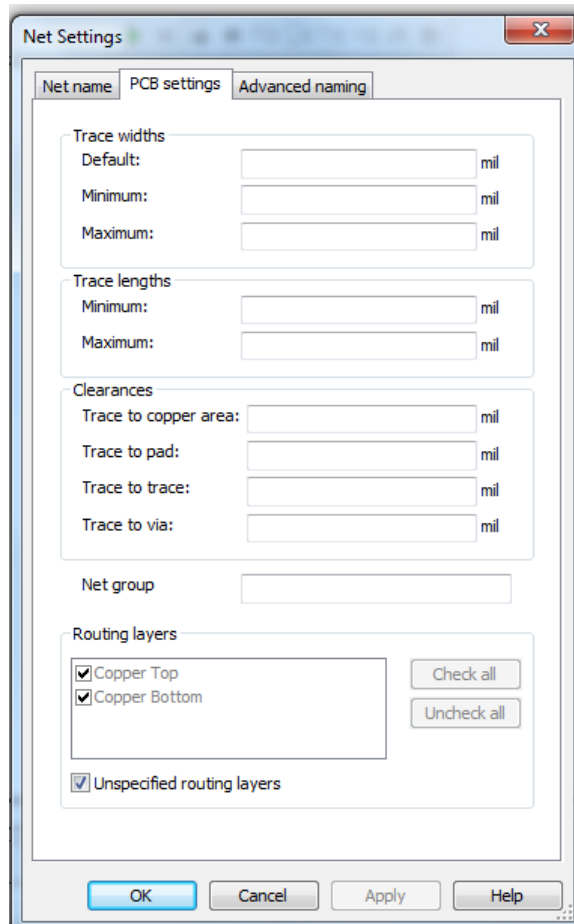 Net Settings
Net name PCB settings Advanced naming
Trace widths
Default: mil
Minimum: mil
Maximum: mil
Trace lengths
Minimum: mil
Maximum: mil
Clearances
Trace to copper area: mil
Trace to pad: mil
Trace to trace: mil
Trace to via: mil
Net group
Routing layers
Copper Top
Check all
Copper Bottom
Uncheck all
Unspecified routing layers
OK Cancel Apply Help